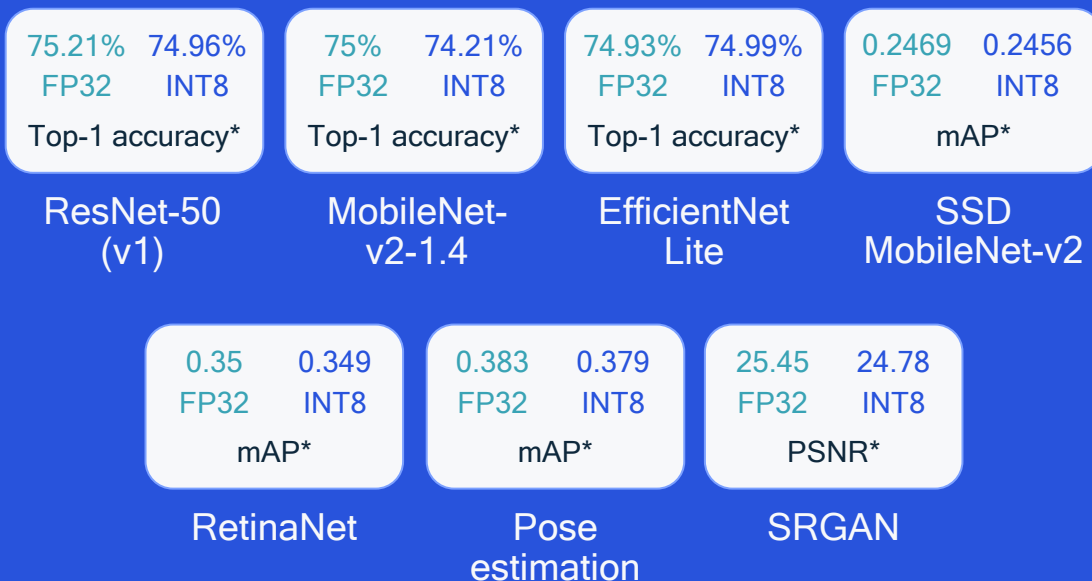 75.21% 74.96%
FP32 INT8
Top-1 accuracy*
ResNet-50
(v1)
75% 74.21%
FP32 INT8
Top-1 accuracy*
MobileNet-
v2-1.4
74.93% 74.99%
FP32 INT8
Top-1 accuracy*
EfficientNet
Lite
0.2469 0.2456
FP32 INT8
mAP*
SSD
MobileNet-v2
0.35 0.349
FP32 INT8
mAP*
RetinaNet
0.383 0.379
FP32 INT8
mAP*
Pose
estimation
25.45 24.78
FP32 INT8
PSNR*
SRGAN